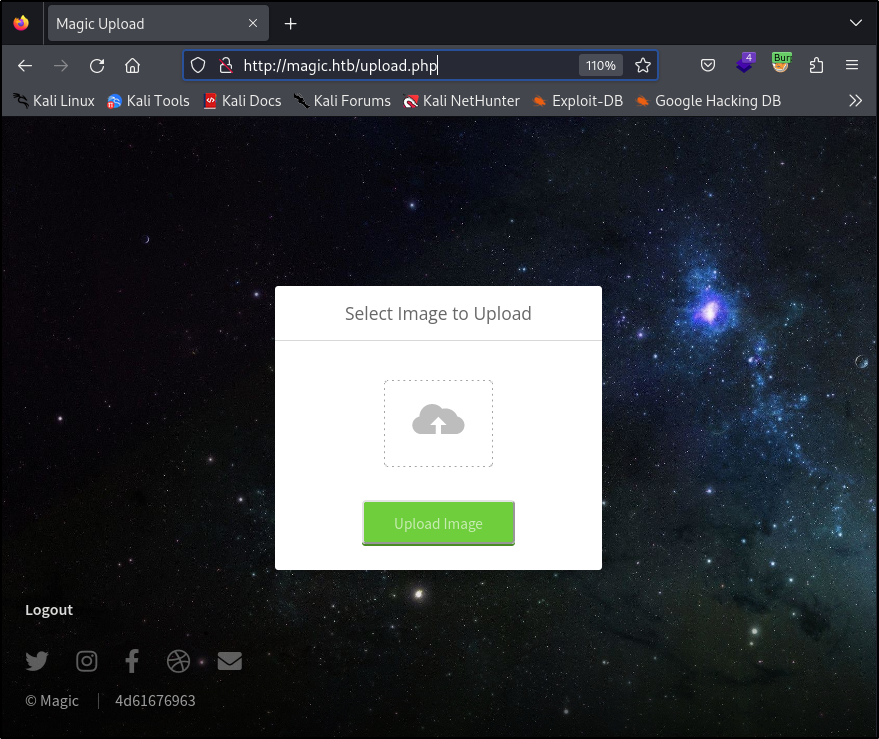 Magic Upload
http://magic.htb/upload.php 110% 4 Burr
Kali Linux Kali Tools Kali Docs Kali Forums Kali NetHunter Exploit-DB Google Hacking DB
Select Image to Upload
Upload Image
Logout
© Magic 4d61676963